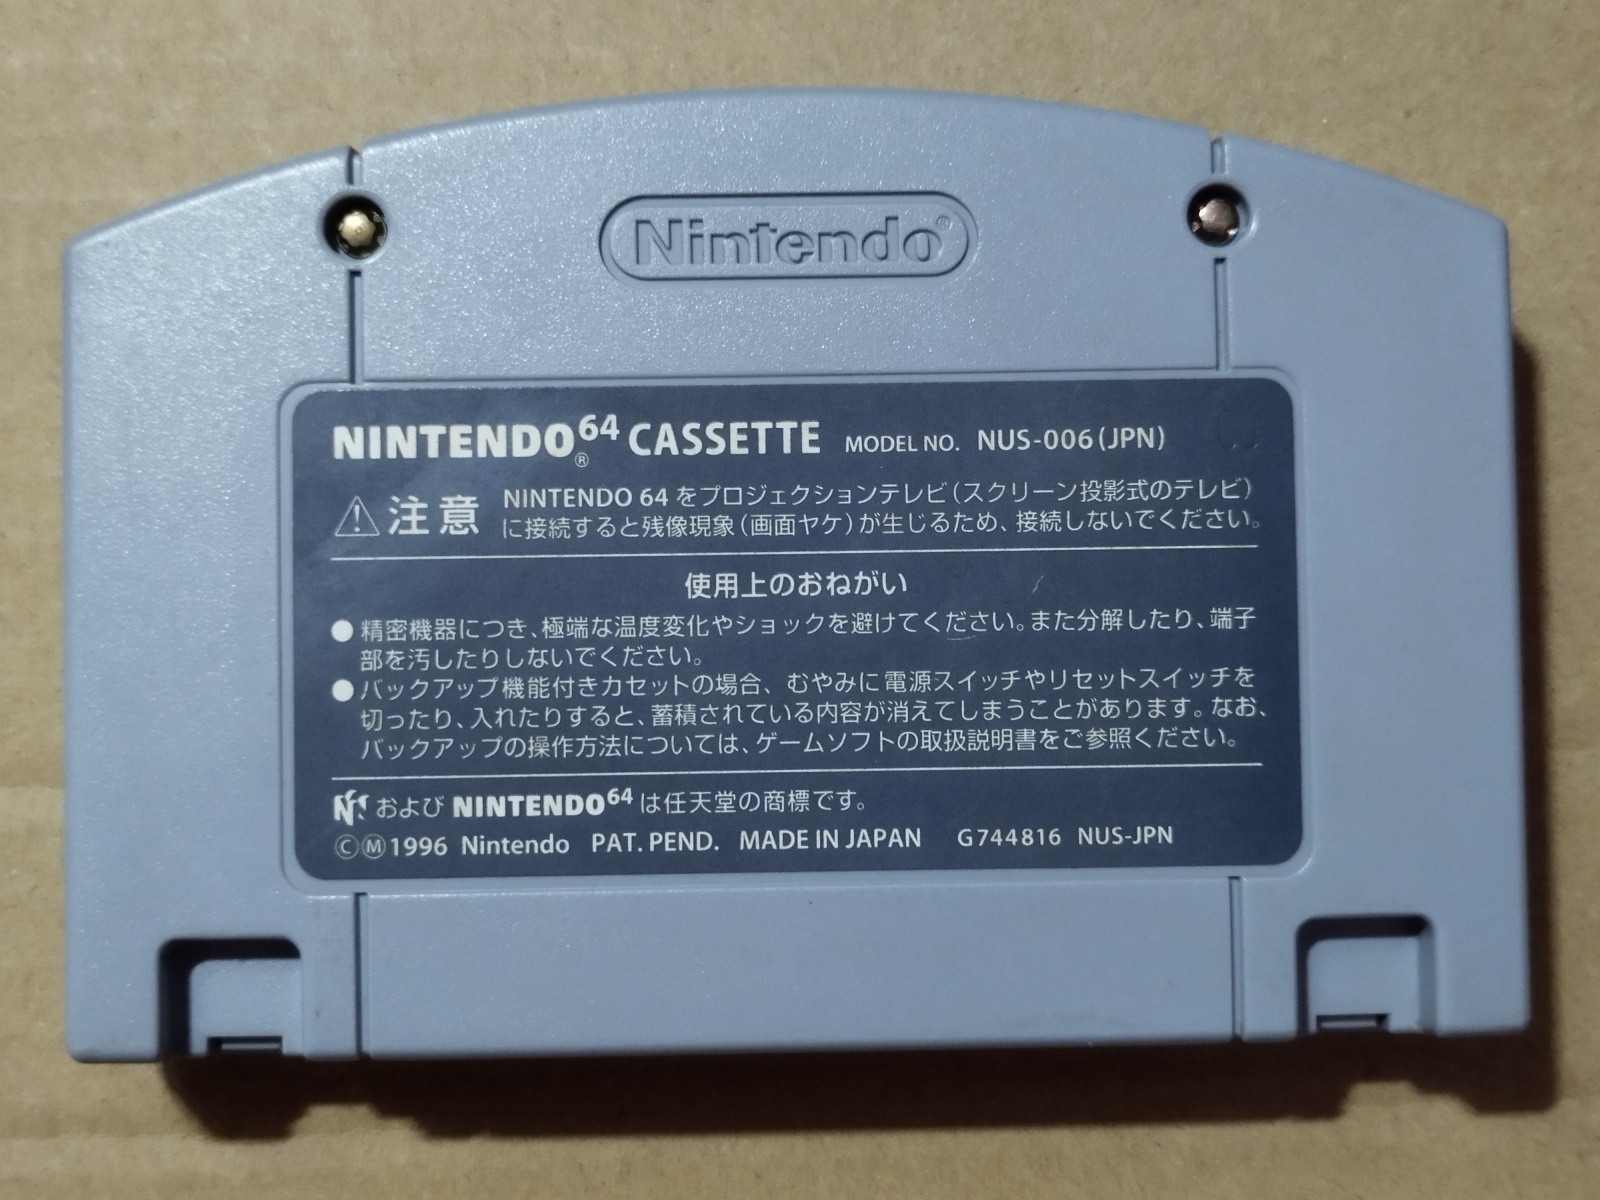 Nintendo®
NINTENDO64® CASSETTE MODEL NO. NUS-006(JPN)
⚠注意 NINTENDO 64 をプロジェクションテレビ(スクリーン投影式のテレビ)
に接続すると残像現象(画面ヤケ)が生じるため、接続しないでください。
使用上のおねがい
●精密機器につき、極端な温度変化やショックを避けてください。また分解したり、端子
部を汚したりしないでください。
●バックアップ機能付きカセットの場合、むやみに電源スイッチやリセットスイッチを
切ったり、入れたりすると、蓄積されている内容が消えてしまうことがあります。なお、
バックアップの操作方法については、ゲームソフトの取扱説明書をご参照ください。
および NINTENDO64 は任天堂の商標です。
ⒸⓂ1996 Nintendo PAT. PEND. MADE IN JAPAN G744816 NUS-JPN